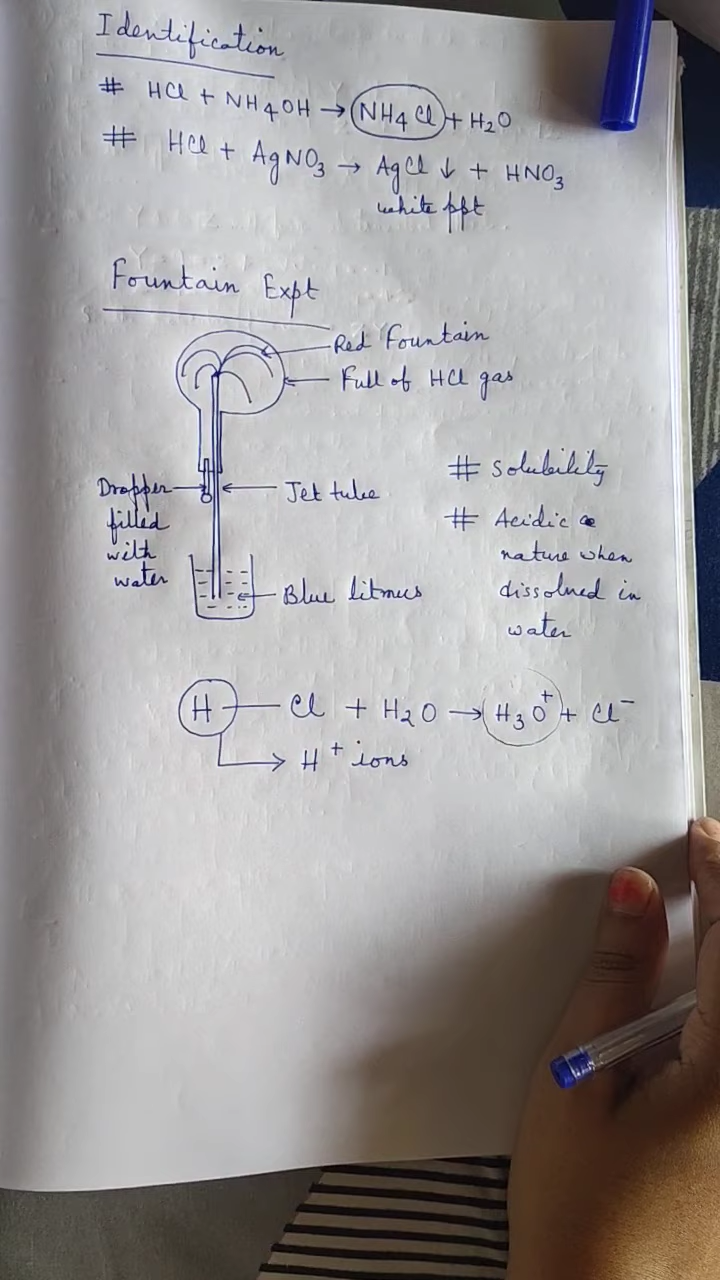 Identification
# HCl + NH4OH → NH4Cl + H2O
# HCl + AgNO3 → AgCl ↓ + HNO3
white ppt
Fountain Expt
Red Fountain
Full of HCl gas
Dropper
filled
with
water
Jet tube
Blue litmus
# Solubility
# Acidic
nature when
dissolved in
water
H — Cl + H2O → H3O+ + Cl-
H+ ions